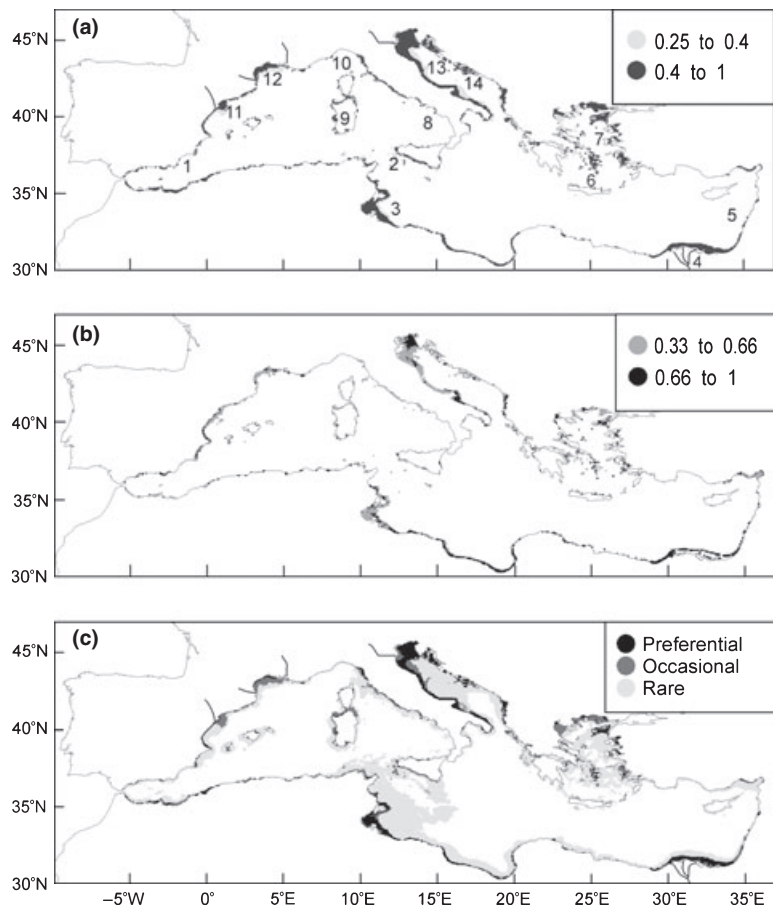 (a)
45°N
40°N
35°N
30°N
0.25 to 0.4
0.4 to 1
10
12
13
14
11
9
8
7
1
2
6
3
5
4
(b)
45°N
40°N
35°N
30°N
0.33 to 0.66
0.66 to 1
(c)
45°N
40°N
35°N
30°N
Preferential
Occasional
Rare
–5°W 0° 5°E 10°E 15°E 20°E 25°E 30°E 35°E